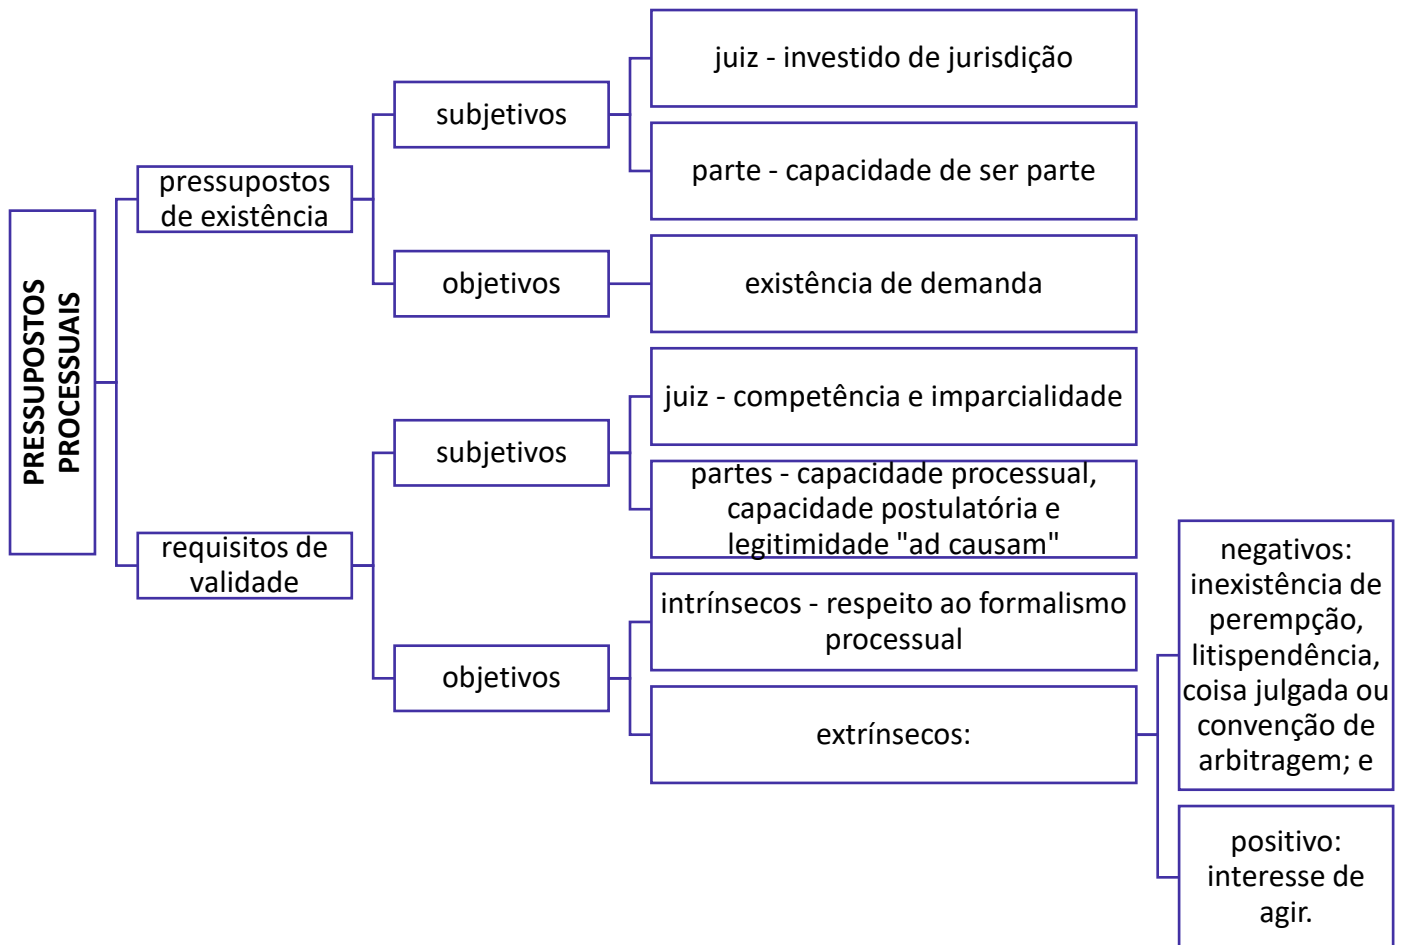 PRESSUPOSTOS
PROCESSUAIS
pressupostos
de existência
subjetivos
juiz - investido de jurisdição
parte - capacidade de ser parte
objetivos
existência de demanda
requisitos de
validade
subjetivos
juiz - competência e imparcialidade
partes - capacidade processual,
capacidade postulatória e
legitimidade "ad causam"
objetivos
intrínsecos - respeito ao formalismo
processual
extrínsecos:
negativos:
inexistência de
perempção,
litispendência,
coisa julgada ou
convenção de
arbitragem; e
positivo:
interesse de
agir.